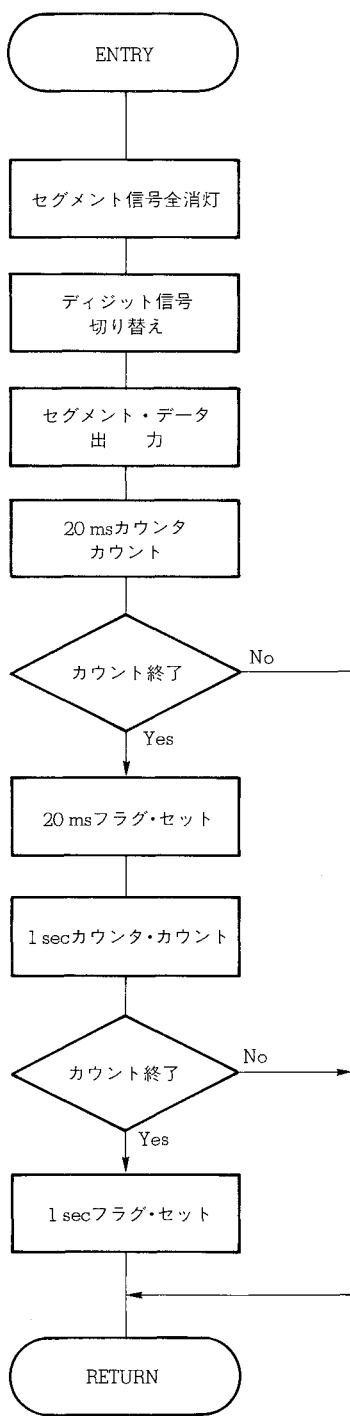 ENTRY
セグメント信号全消灯
ディジット信号
切り替え
セグメント・データ
出　力
20 msカウンタ
カウント
カウント終了
No
Yes
20 msフラグ・セット
1 secカウンタ・カウント
カウント終了
No
Yes
1 secフラグ・セット
RETURN